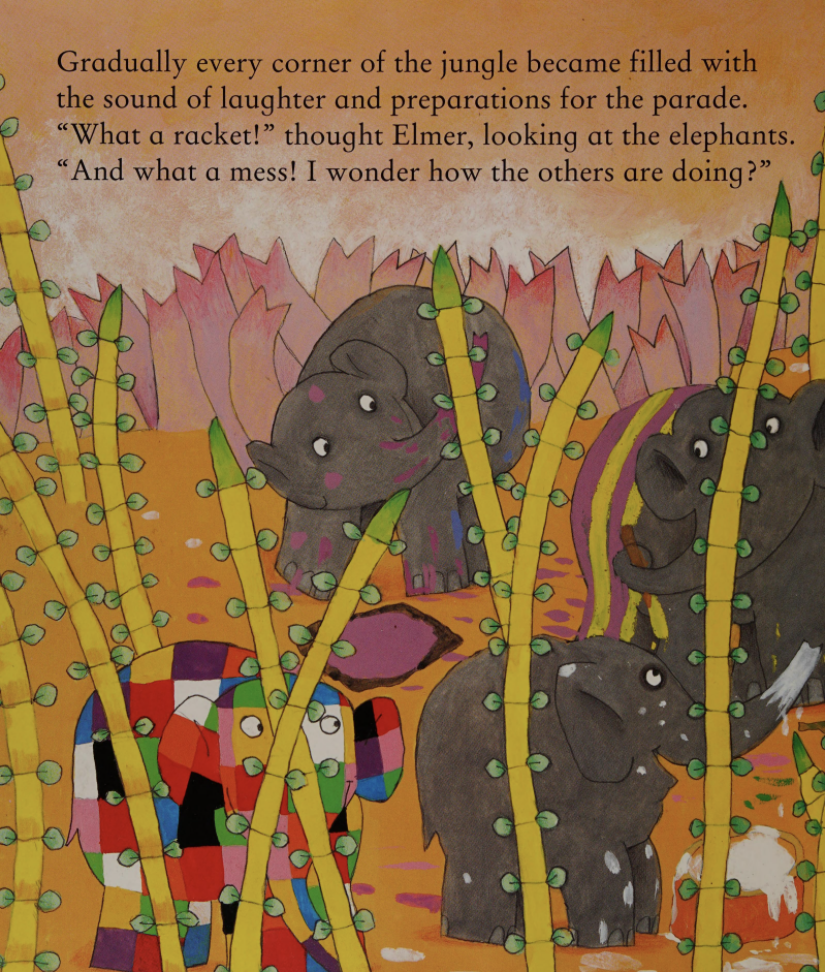 Gradually every corner of the jungle became filled with
the sound of laughter and preparations for the parade.
“What a racket!” thought Elmer, looking at the elephants.
“And what a mess! I wonder how the others are doing?”